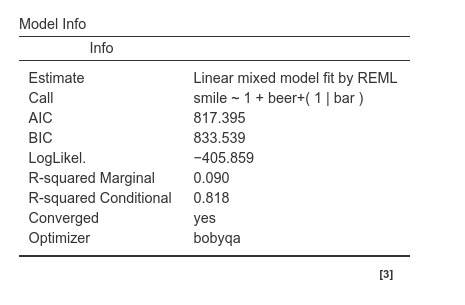 Model Info
Info
Estimate Linear mixed model fit by REML
Call smile ~ 1 + beer+( 1 | bar )
AIC 817.395
BIC 833.539
LogLikel. −405.859
R-squared Marginal 0.090
R-squared Conditional 0.818
Converged yes
Optimizer bobyqa
[3]